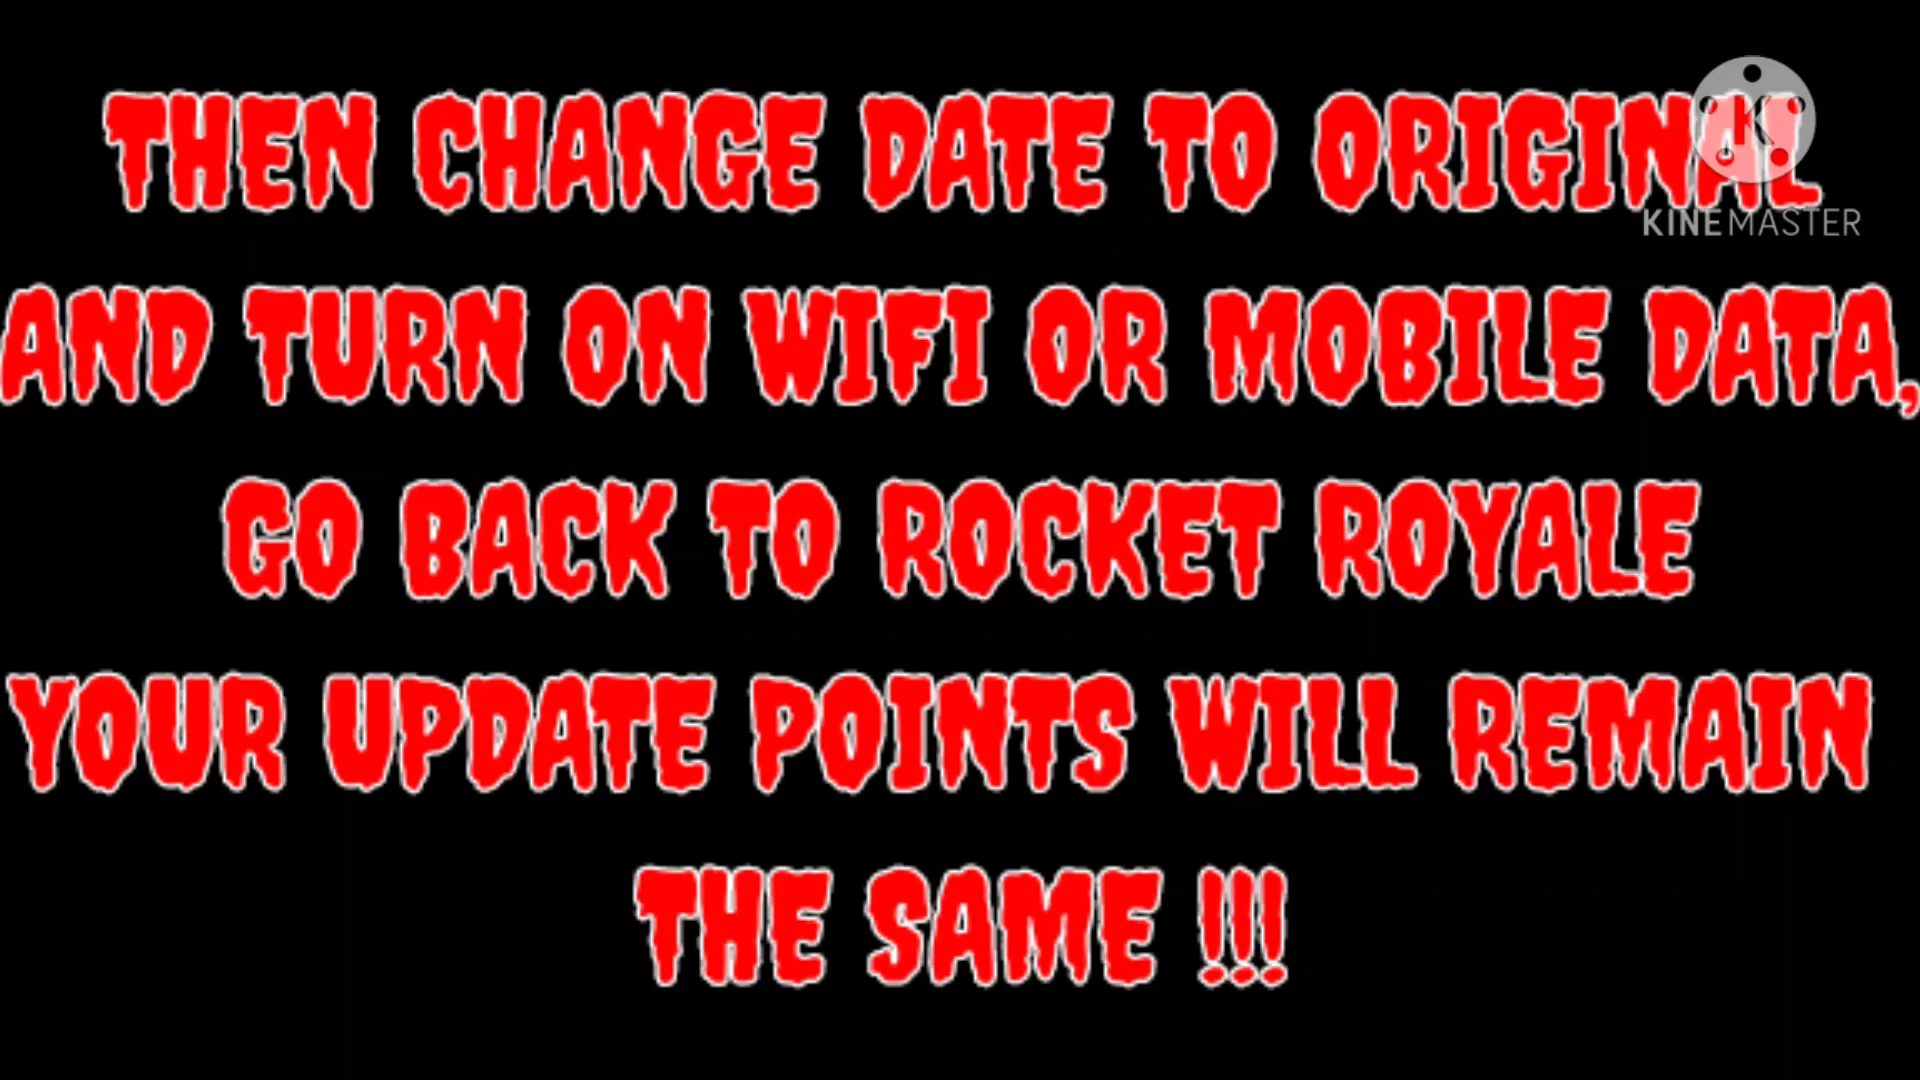 THEN CHANGE DATE TO ORIGINAL
KINEMASTER
AND TURN ON WIFI OR MOBILE DATA,
GO BACK TO ROCKET ROYALE
YOUR UPDATE POINTS WILL REMAIN
THE SAME !!!